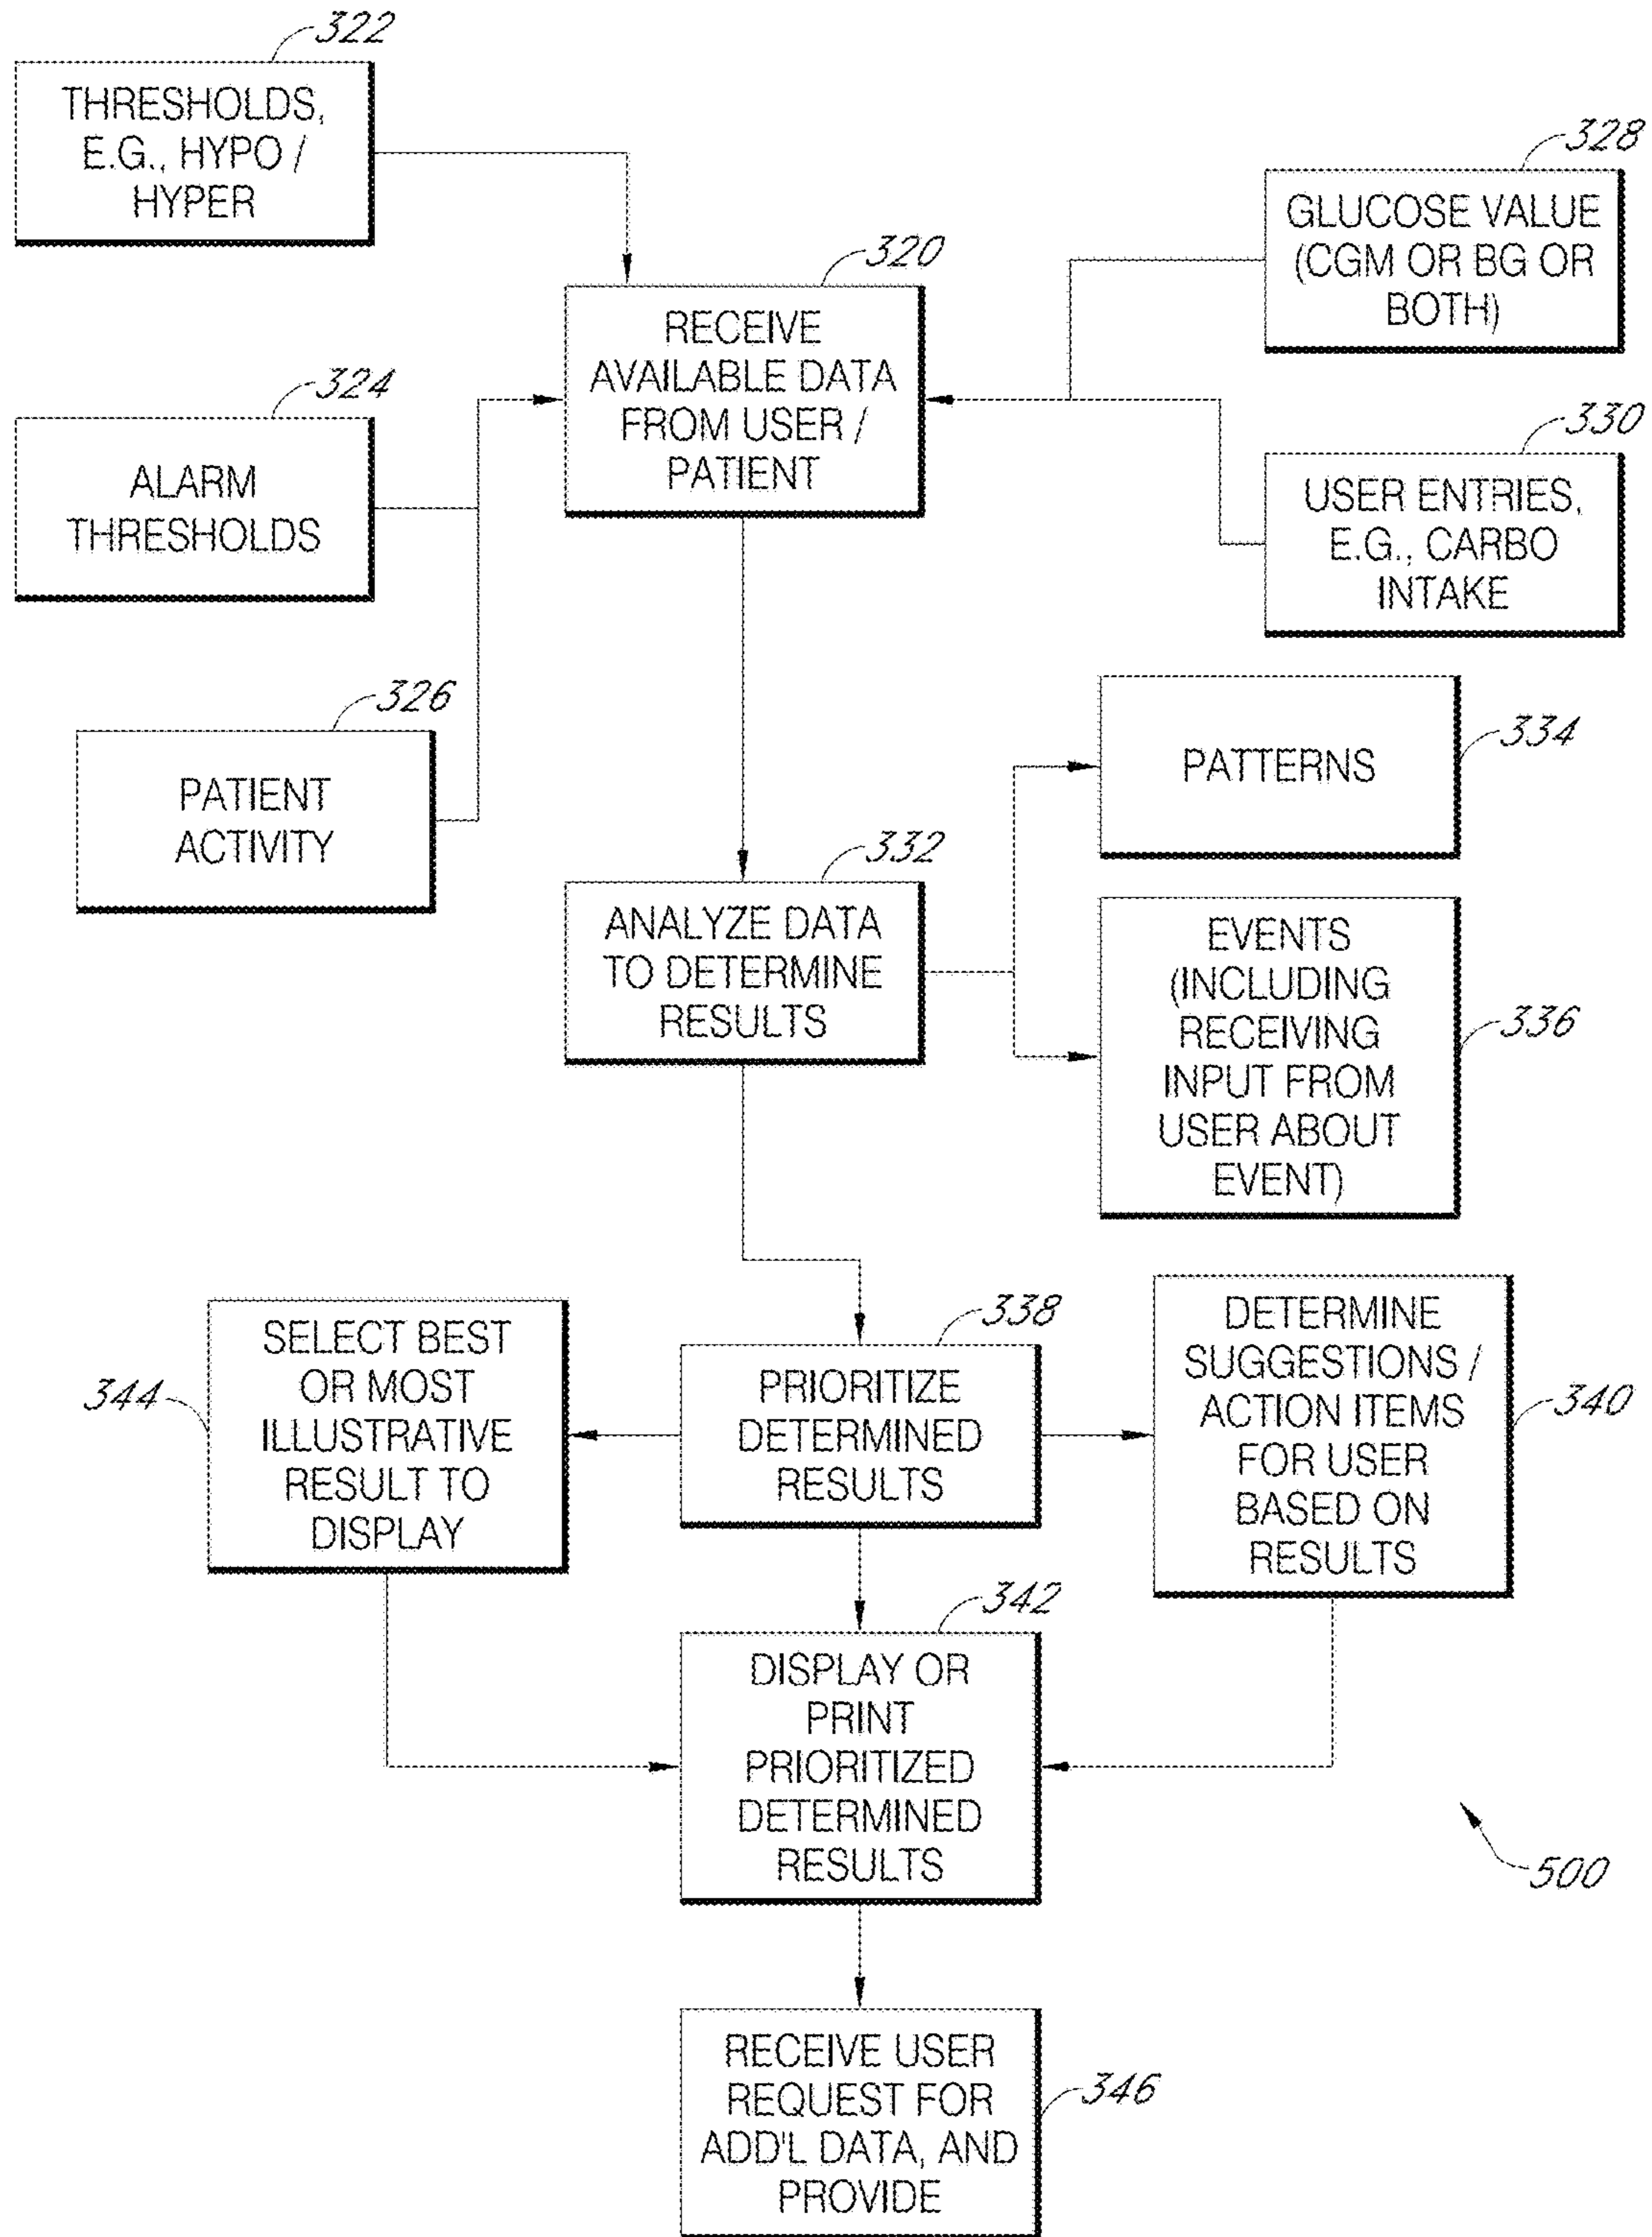 322
THRESHOLDS,
E.G., HYPO /
HYPER
328
GLUCOSE VALUE
(CGM OR BG OR
BOTH)
320
RECEIVE
AVAILABLE DATA
FROM USER /
PATIENT
324
ALARM
THRESHOLDS
330
USER ENTRIES,
E.G., CARBO
INTAKE
326
PATIENT
ACTIVITY
334
PATTERNS
332
ANALYZE DATA
TO DETERMINE
RESULTS
336
EVENTS
(INCLUDING
RECEIVING
INPUT FROM
USER ABOUT
EVENT)
344
SELECT BEST
OR MOST
ILLUSTRATIVE
RESULT TO
DISPLAY
338
PRIORITIZE
DETERMINED
RESULTS
340
DETERMINE
SUGGESTIONS /
ACTION ITEMS
FOR USER
BASED ON
RESULTS
342
DISPLAY OR
PRINT
PRIORITIZED
DETERMINED
RESULTS
500
346
RECEIVE USER
REQUEST FOR
ADD'L DATA, AND
PROVIDE